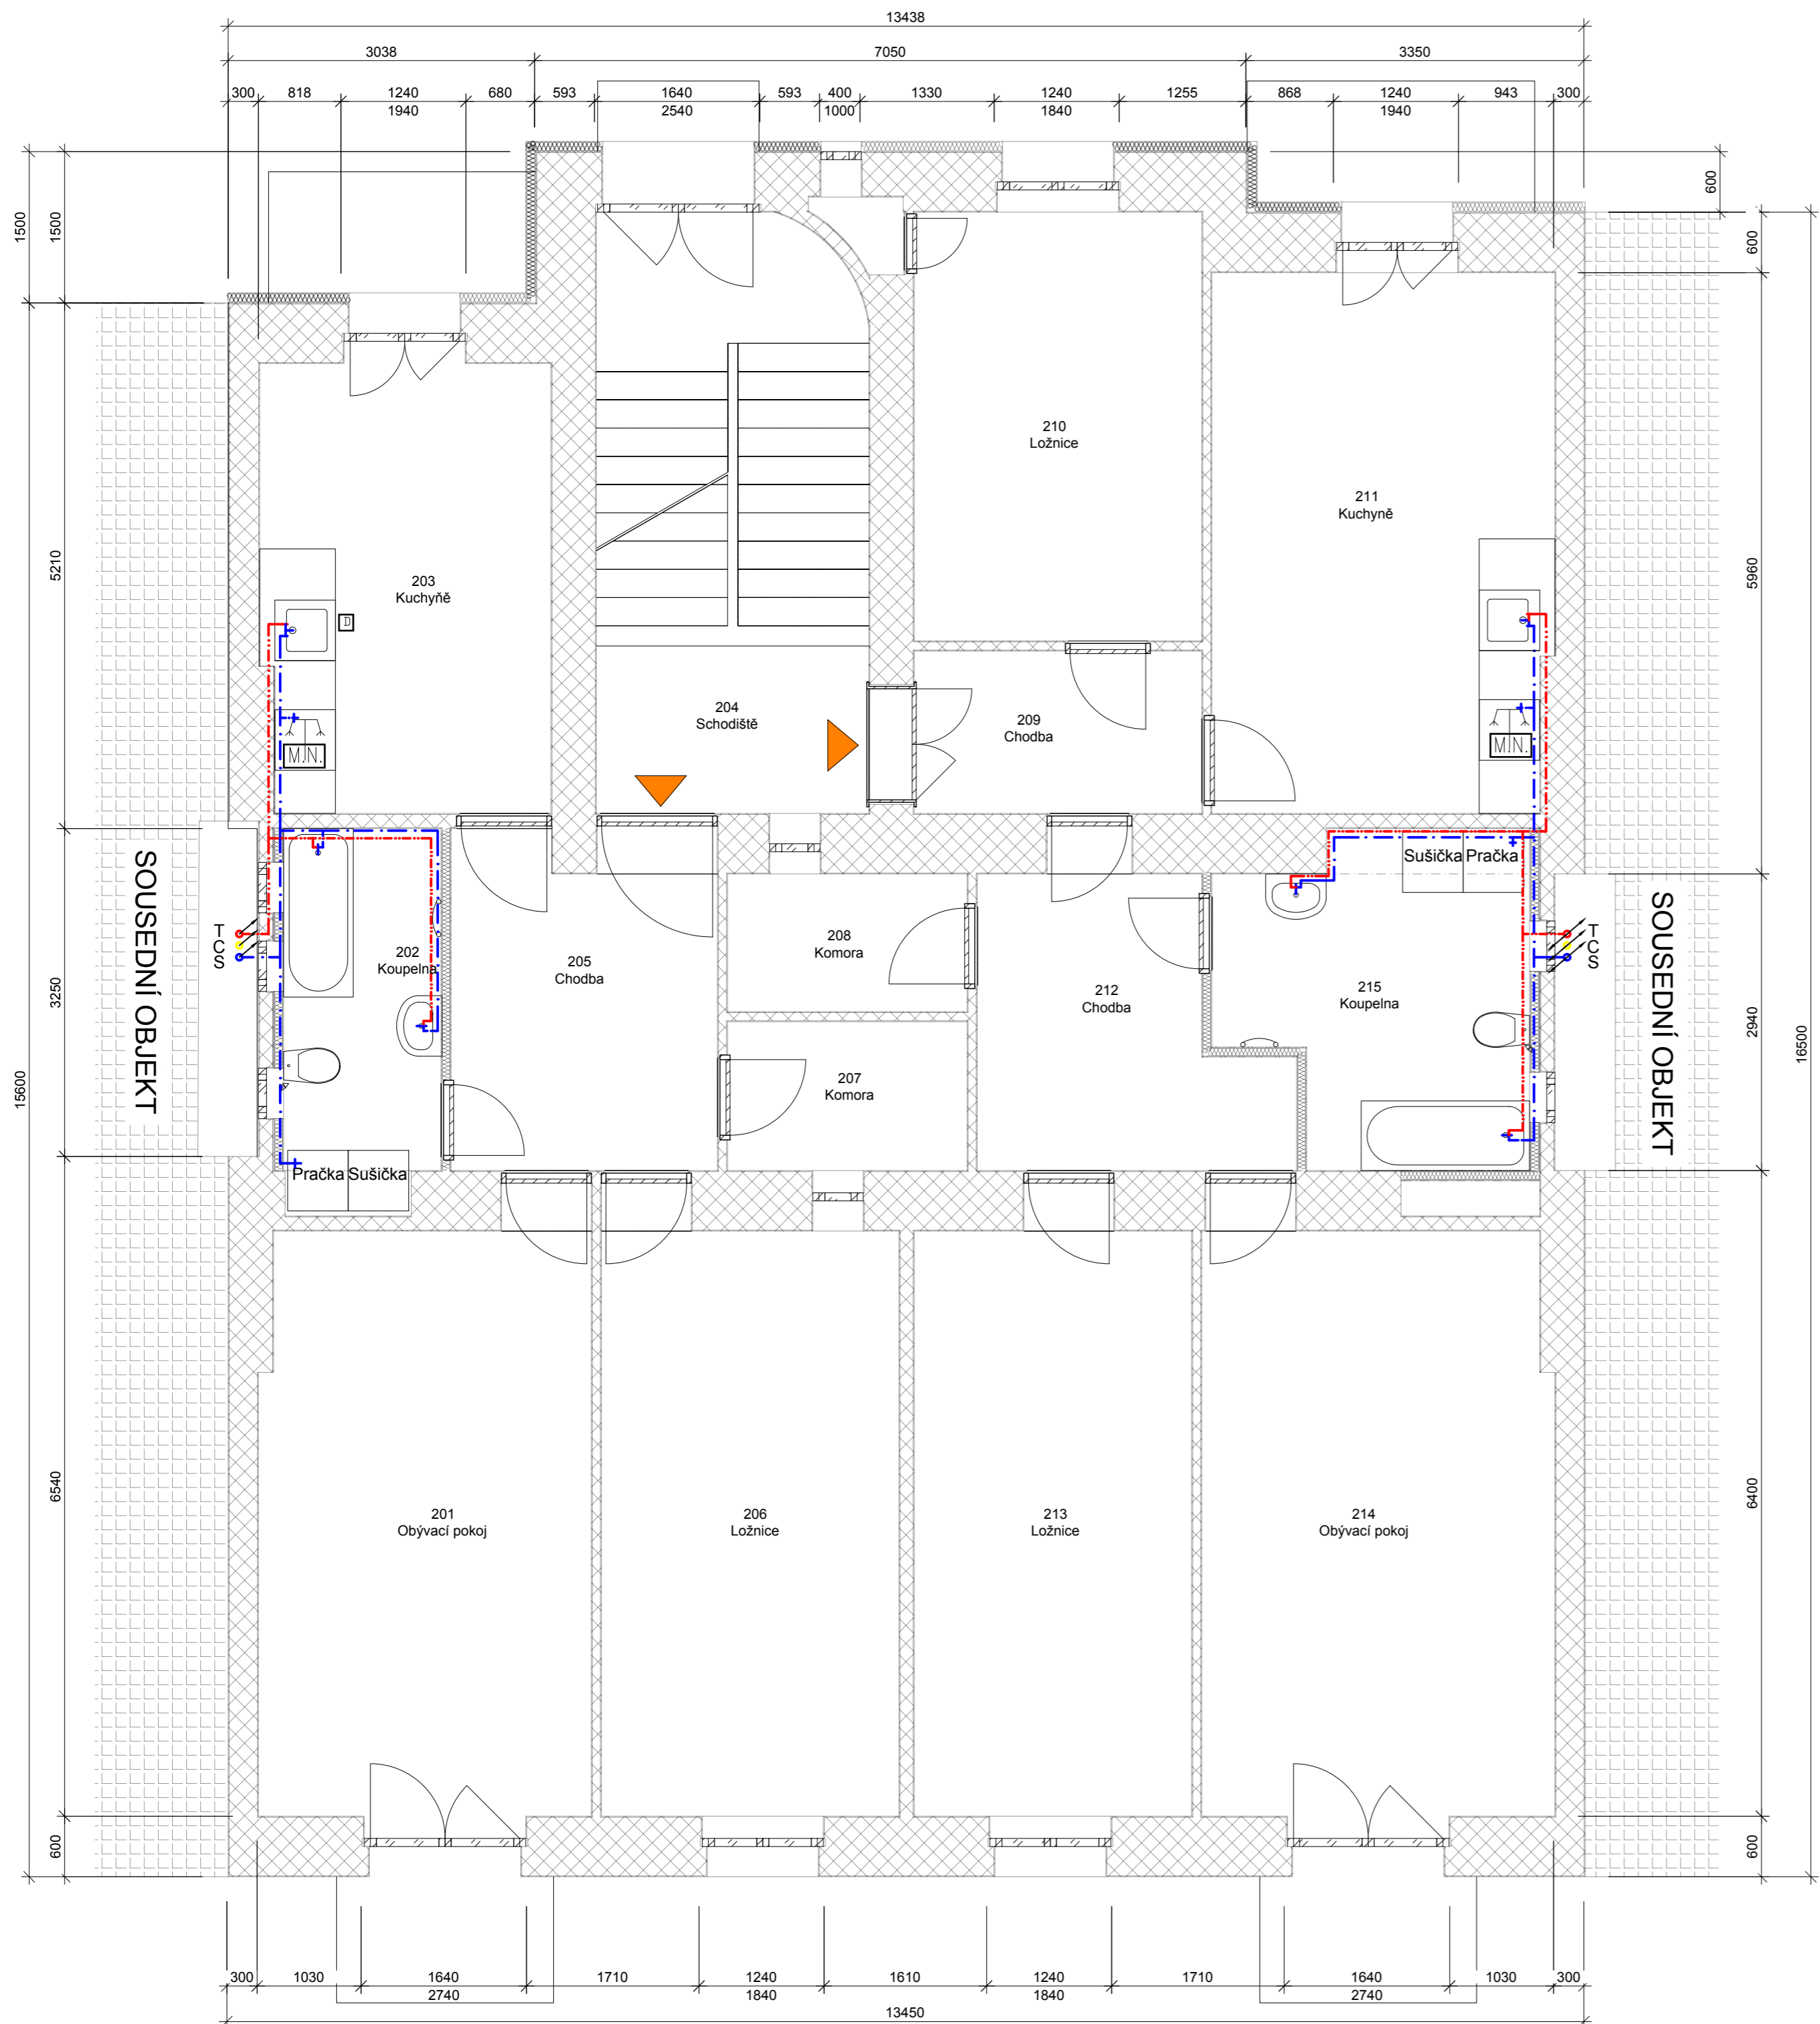 13438
3038 7050 3350
300 818 1240 680 593 1640 593 400 1330 1240 1255 868 1240 943 300
1940 2540 1000 1840 1940
1500 1500 600
600
210
Ložnice
211
Kuchyně
5210
203
Kuchyňě
5960
D
204
Schodiště
209
Chodba
M.N.
M.N.
Sušička Pračka
SOUSEDNÍ OBJEKT
SOUSEDNÍ OBJEKT
T
C
S
T
C
S
202
Koupelna
205
Chodba
208
Komora
212
Chodba
215
Koupelna
3250
2940
15600
16500
207
Komora
Pračka Sušička
6540
6400
201
Obývací pokoj
206
Ložnice
213
Ložnice
214
Obývací pokoj
600
600
300 1030 1640 1710 1240 1610 1240 1710 1640 1030 300
2740 1840 1840 2740
13450